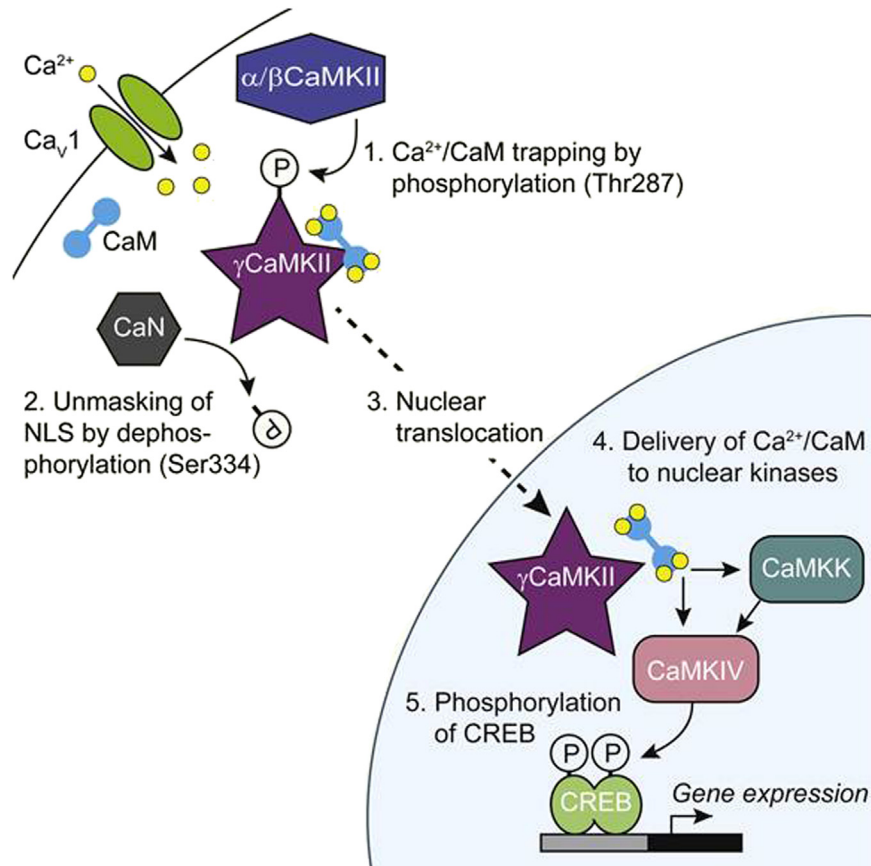 Ca²⁺
α/βCaMKII
Caᵥ1
1. Ca²⁺/CaM trapping by
phosphorylation (Thr287)
P
CaM
γCaMKII
CaN
2. Unmasking of
NLS by dephos-
phorylation (Ser334)
P
3. Nuclear
translocation
4. Delivery of Ca²⁺/CaM
to nuclear kinases
γCaMKII
CaMKK
CaMKIV
5. Phosphorylation
of CREB
P P
CREB
Gene expression